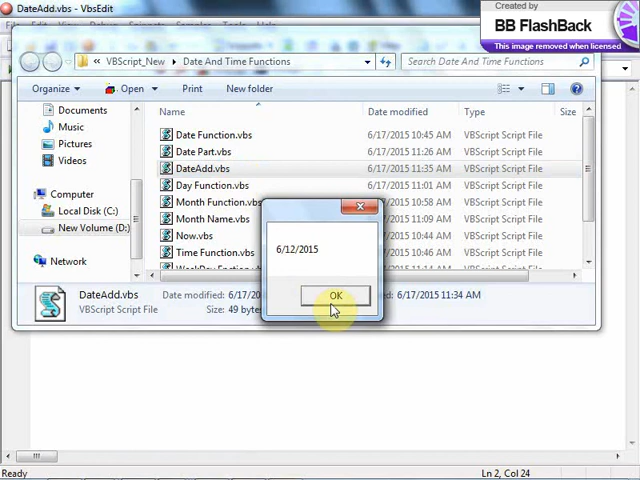 DateAdd.vbs - VbsEdit
File Edit View Debug Snippets Samples Tools Help
Created by
BB FlashBack
This image removed when licensed
VBScript_New Date And Time Functions
Search Date And Time Functions
Organize Open Print New folder
Documents
Music
Pictures
Videos
Computer
Local Disk (C:)
New Volume (D:)
Network
Name Date modified Type Size
Date Function.vbs 6/17/2015 10:45 AM VBScript Script File
Date Part.vbs 6/17/2015 11:26 AM VBScript Script File
DateAdd.vbs 6/17/2015 11:35 AM VBScript Script File
Day Function.vbs 6/17/2015 11:01 AM VBScript Script File
Month Function.vbs 6/17/2015 10:58 AM VBScript Script File
Month Name.vbs 6/17/2015 11:09 AM VBScript Script File
Now.vbs 6/17/2015 10:44 AM VBScript Script File
Time Function.vbs 6/17/2015 10:46 AM VBScript Script File
6/12/2015
OK
DateAdd.vbs Date modified: 6/17/20 6/17/2015 11:34 AM
VBScript Script File Size: 49 bytes
Ready
Ln 2, Col 24